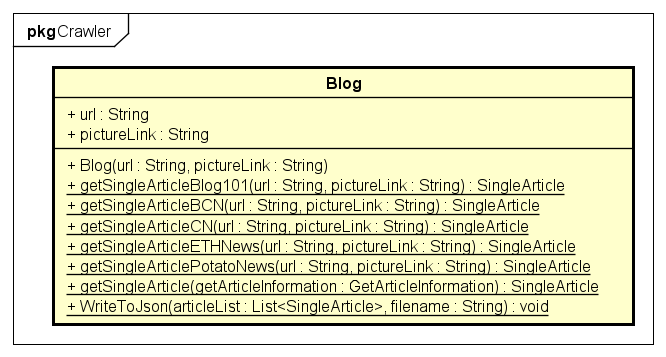 pkgCrawler
Blog
+ url : String
+ pictureLink : String
+ Blog(url : String, pictureLink : String)
+ getSingleArticleBlog101(url : String, pictureLink : String) : SingleArticle
+ getSingleArticleBCN(url : String, pictureLink : String) : SingleArticle
+ getSingleArticleCN(url : String, pictureLink : String) : SingleArticle
+ getSingleArticleETHNews(url : String, pictureLink : String) : SingleArticle
+ getSingleArticlePotatoNews(url : String, pictureLink : String) : SingleArticle
+ getSingleArticle(getArticleInformation : GetArticleInformation) : SingleArticle
+ WriteToJson(articleList : List<SingleArticle>, filename : String) : void